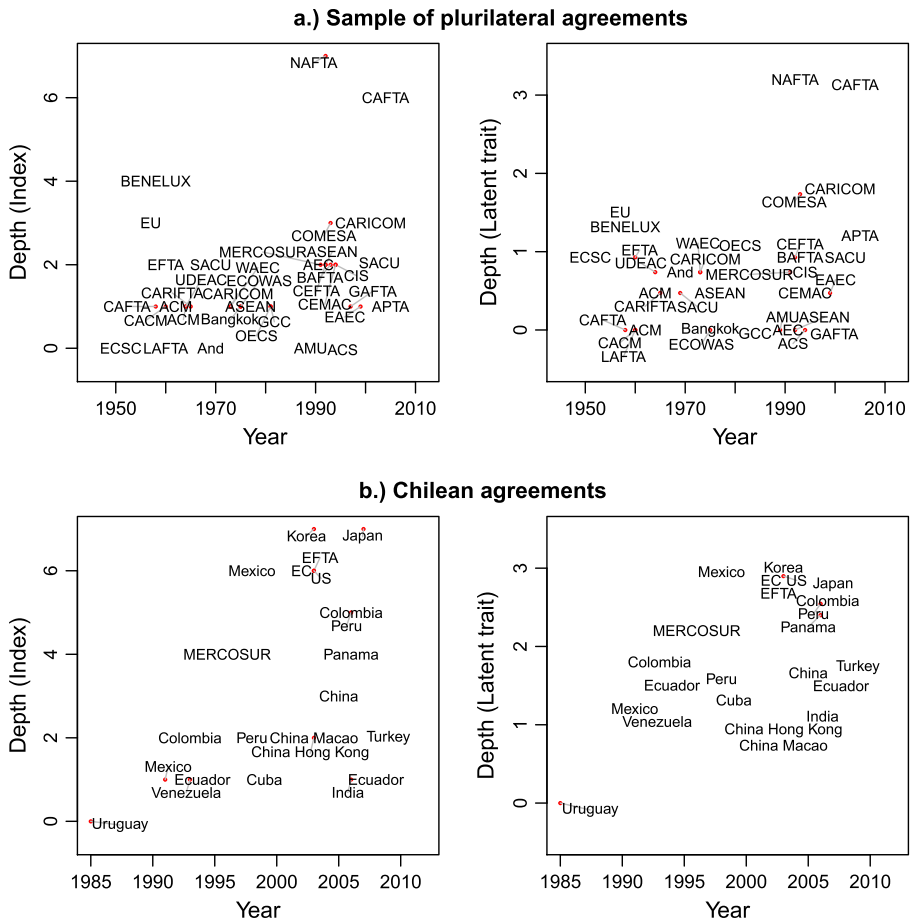 a.) Sample of plurilateral agreements
Depth (Index)
6
4
2
0
NAFTA
CAFTA
BENELUX
EU
CARICOM
COMESA
MERCOSUR ASEAN
EFTA SACU WAEC AEC SACU
UDEAC ECOWAS BAFTA CIS
CARIFTA CARICOM CEFTA GAFTA
CAFTA ACM ASEAN CEMAC APTA
CACM ACM Bangkok GCC EAEC
OECS
ECSC LAFTA And AMU ACS
1950 1970 1990 2010
Year
Depth (Latent trait)
3
2
1
0
NAFTA CAFTA
CARICOM
COMESA
EU
BENELUX
APTA
EFTA WAEC OECS CEFTA
ECSC UDEAC CARICOM BAFTA SACU
And MERCOSUR CIS EAEC
ACM ASEAN CEMAC
CARIFTA SACU
CAFTA AMU ASEAN
ACM Bangkok GCC AEC GAFTA
CACM ECOWAS ACS
LAFTA
1950 1970 1990 2010
Year
b.) Chilean agreements
Depth (Index)
6
4
2
0
Korea Japan
EFTA
Mexico EC US
Colombia
Peru
MERCOSUR Panama
China
Colombia Peru China Macao Turkey
China Hong Kong
Mexico
Ecuador Cuba Ecuador
Venezuela India
Uruguay
1985 1990 1995 2000 2005 2010
Year
Depth (Latent trait)
3
2
1
0
Mexico Korea
EC US Japan
EFTA Colombia
Peru
MERCOSUR Panama
Colombia China Turkey
Ecuador Peru Ecuador
Mexico Cuba
Venezuela India
China Hong Kong
China Macao
Uruguay
1985 1990 1995 2000 2005 2010
Year